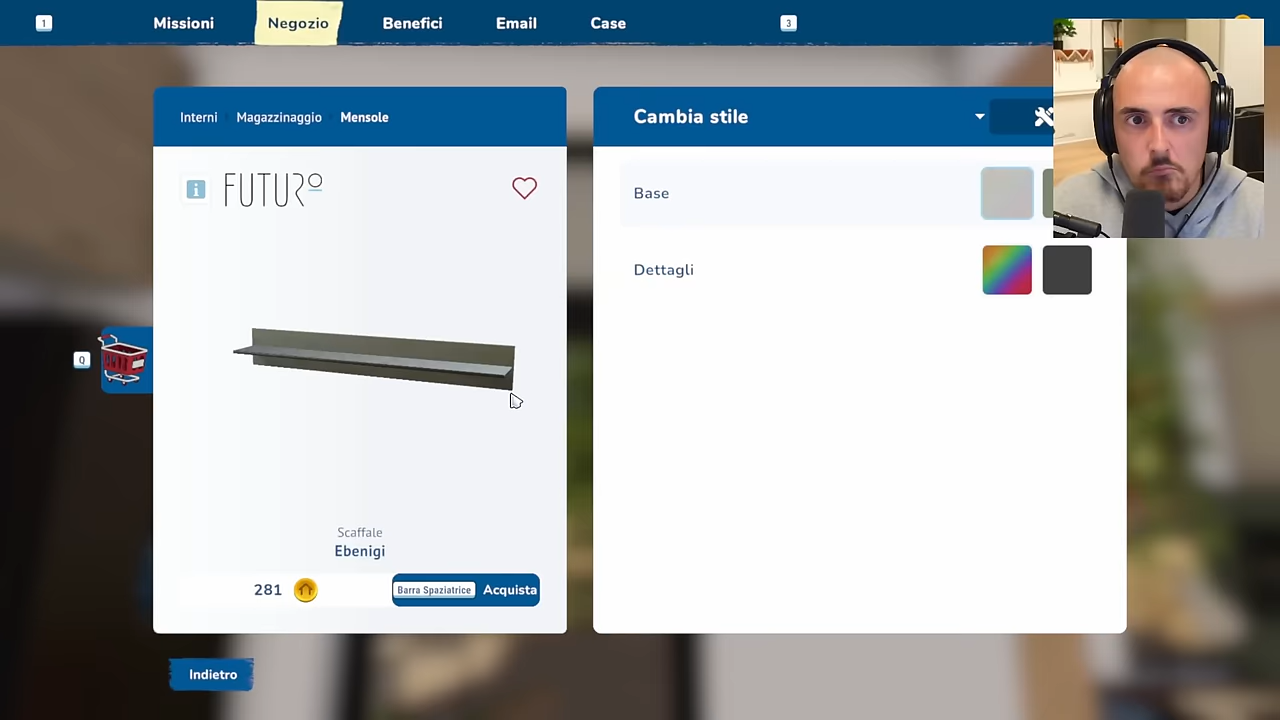 1
Missioni
Negozio
Benefici
Email
Case
3
Interni
Magazzinaggio
Mensole
Cambia stile
FUTURO
Base
Dettagli
Q
Scaffale
Ebenigi
281
Barra Spaziatrice
Acquista
Indietro